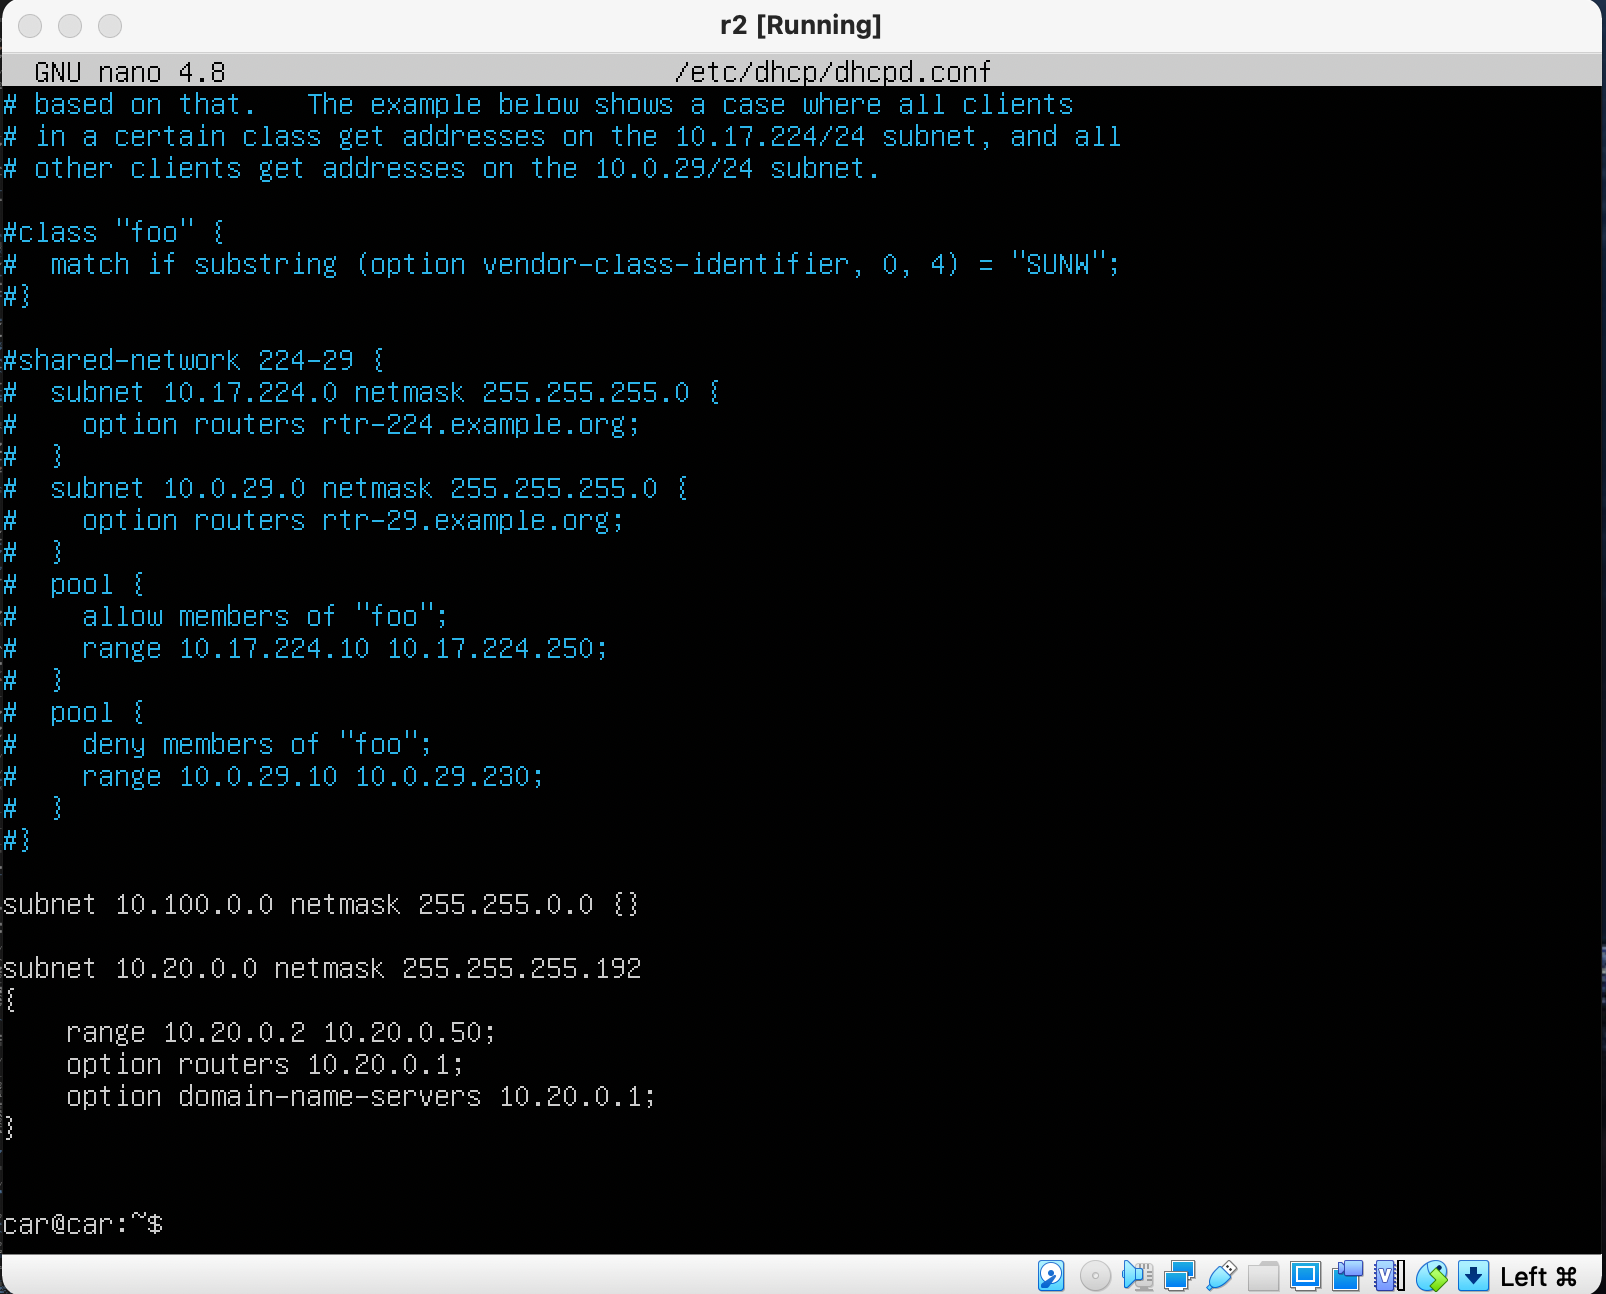 r2 [Running]
GNU nano 4.8 /etc/dhcp/dhcpd.conf
# based on that.   The example below shows a case where all clients
# in a certain class get addresses on the 10.17.224/24 subnet, and all
# other clients get addresses on the 10.0.29/24 subnet.
#class "foo" {
#  match if substring (option vendor-class-identifier, 0, 4) = "SUNW";
#}
#shared-network 224-29 {
#  subnet 10.17.224.0 netmask 255.255.255.0 {
#    option routers rtr-224.example.org;
#  }
#  subnet 10.0.29.0 netmask 255.255.255.0 {
#    option routers rtr-29.example.org;
#  }
#  pool {
#    allow members of "foo";
#    range 10.17.224.10 10.17.224.250;
#  }
#  pool {
#    deny members of "foo";
#    range 10.0.29.10 10.0.29.230;
#  }
#}
subnet 10.100.0.0 netmask 255.255.0.0 {}
subnet 10.20.0.0 netmask 255.255.255.192
{
    range 10.20.0.2 10.20.0.50;
    option routers 10.20.0.1;
    option domain-name-servers 10.20.0.1;
}
car@car:~$
Left ⌘